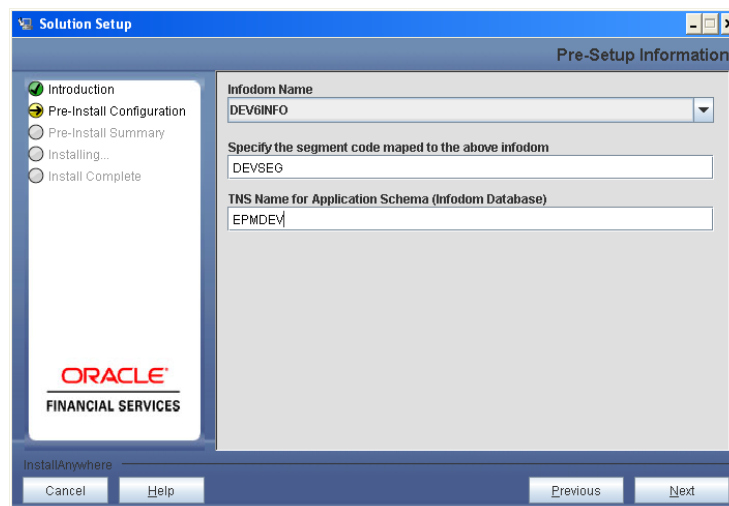 Solution Setup
Pre-Setup Information
Introduction
Pre-Install Configuration
Pre-Install Summary
Installing...
Install Complete
ORACLE
FINANCIAL SERVICES
Infodom Name
DEV6INFO
Specify the segment code maped to the above infodom
DEVSEG
TNS Name for Application Schema (Infodom Database)
EPMDEV
InstallAnywhere
Cancel
Help
Previous
Next